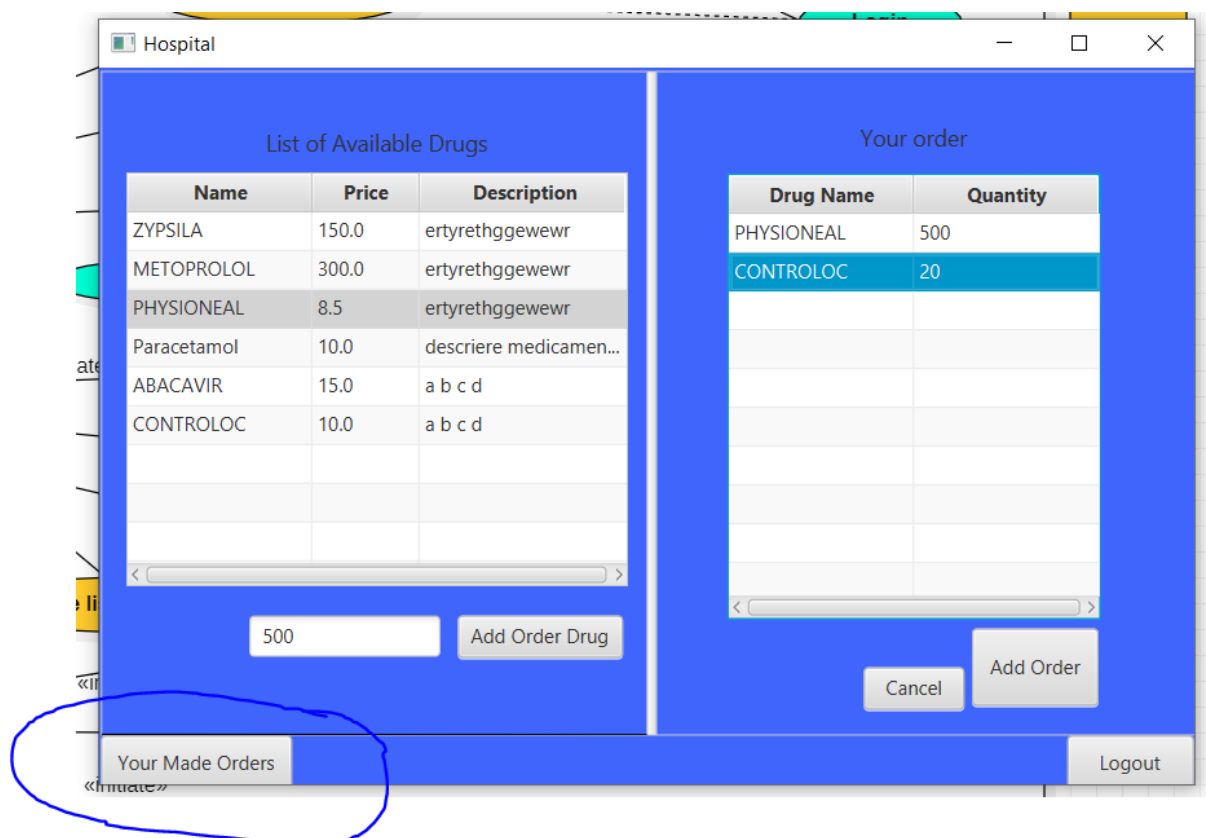 Login
Hospital
List of Available Drugs
Name Price Description
ZYPSILA 150.0 ertyrethggewewr
METOPROLOL 300.0 ertyrethggewewr
PHYSIONEAL 8.5 ertyrethggewewr
Paracetamol 10.0 descriere medicamen...
ABACAVIR 15.0 a b c d
CONTROLOC 10.0 a b c d
500 Add Order Drug
Your order
Drug Name Quantity
PHYSIONEAL 500
CONTROLOC 20
Cancel Add Order
Your Made Orders Logout
«initiate»